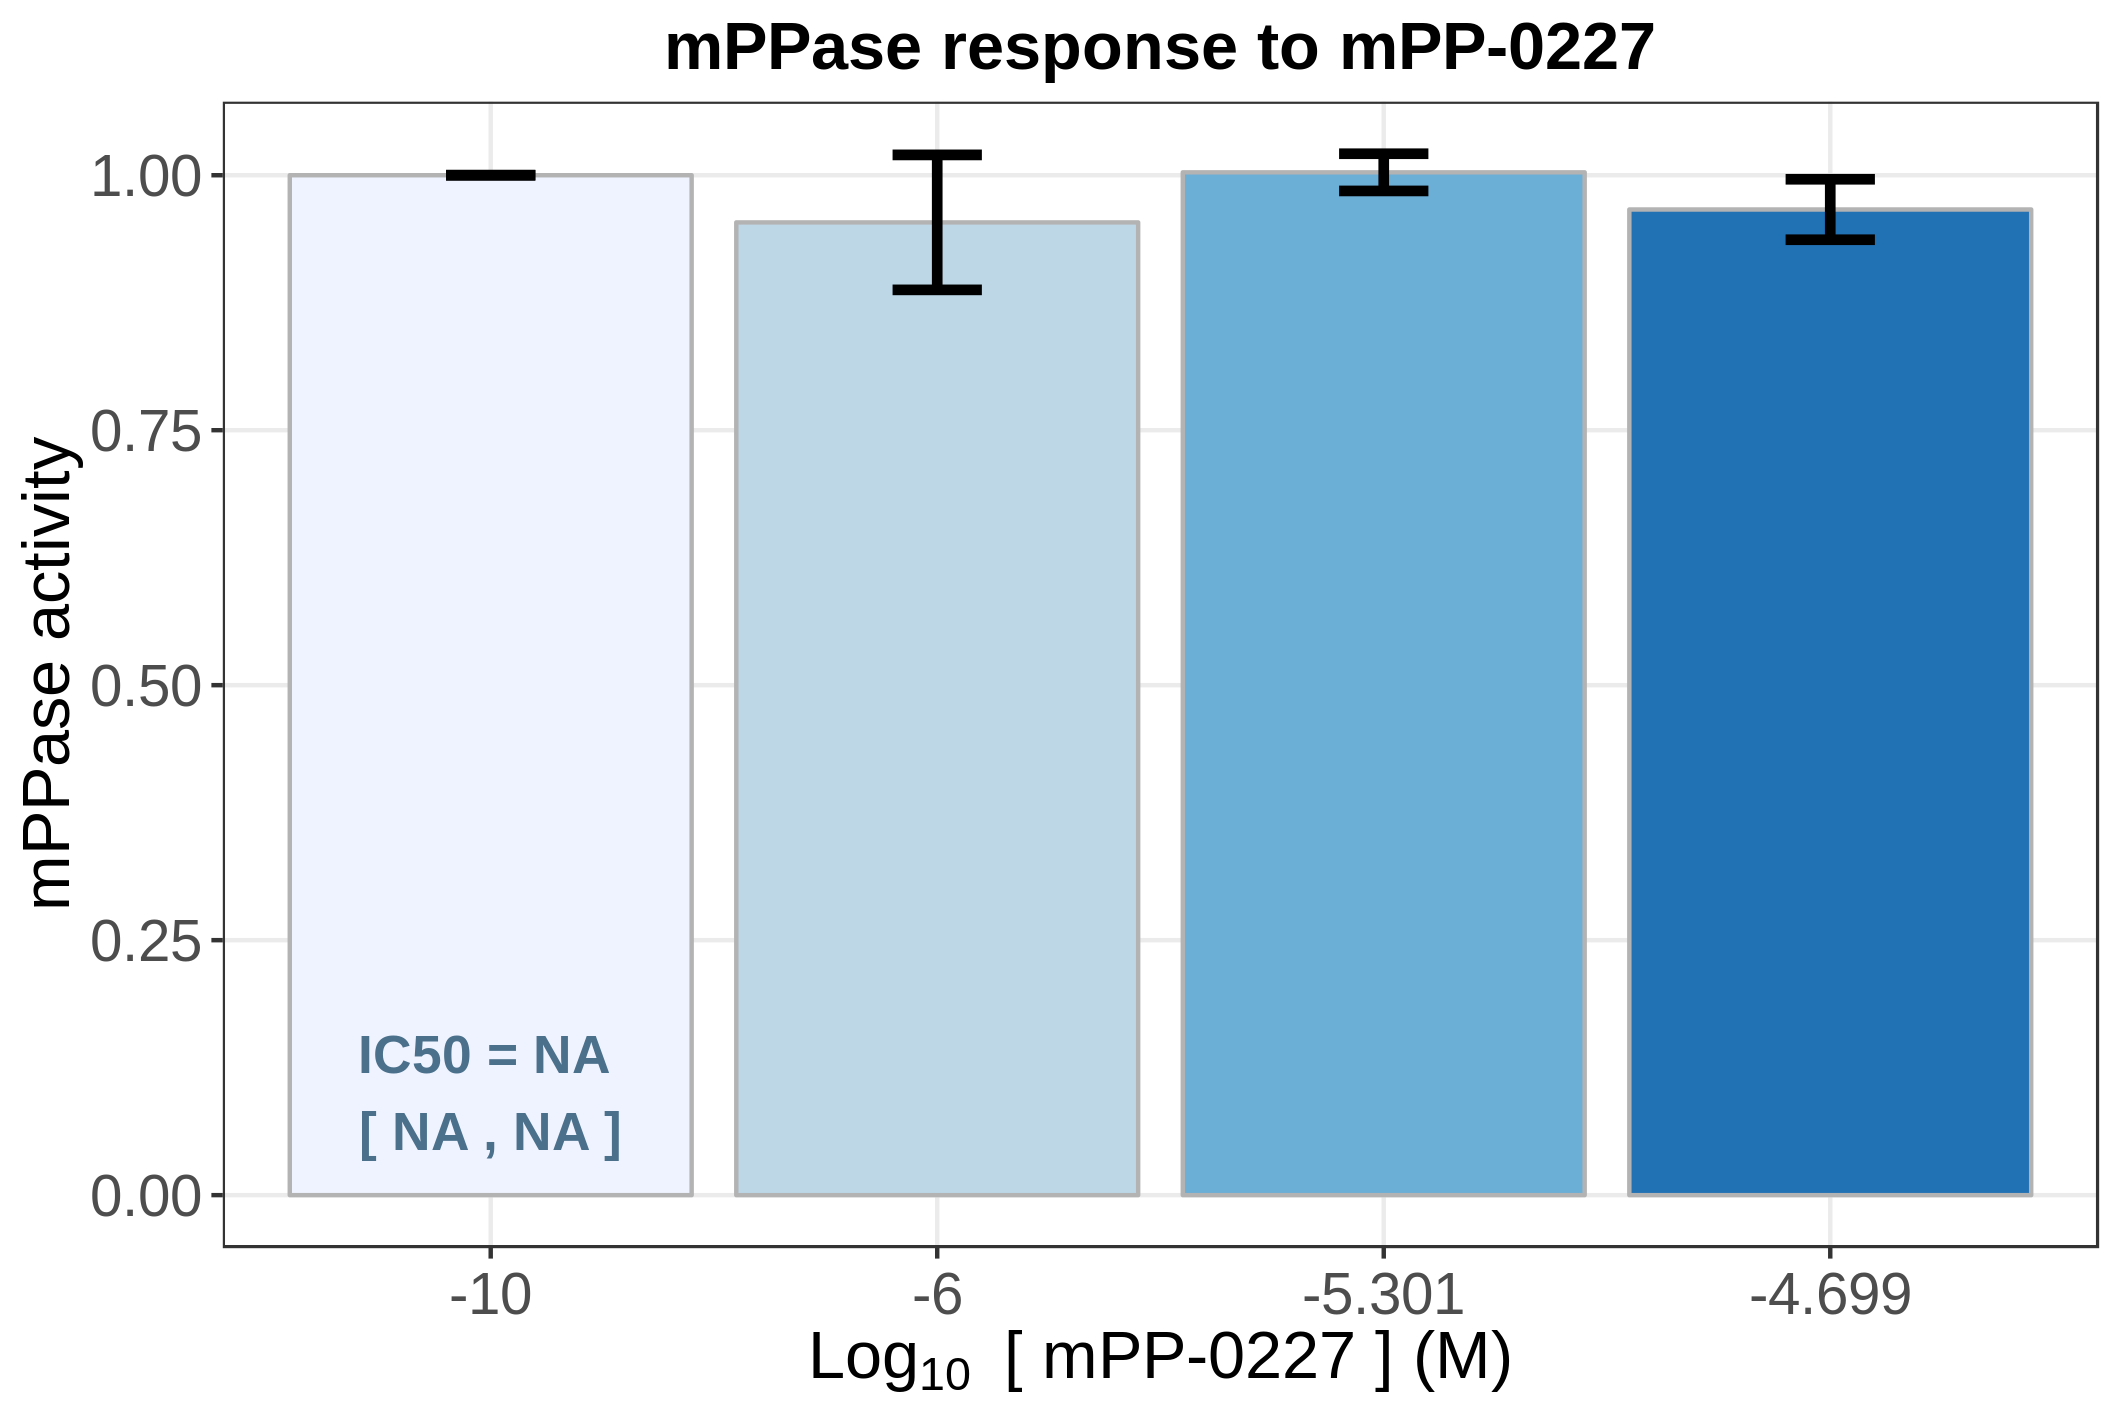 mPPase response to mPP-0227
mPPase activity
1.00
0.75
0.50
0.25
0.00
IC50 = NA
[ NA , NA ]
-10
-6
-5.301
-4.699
Log₁₀ [ mPP-0227 ] (M)